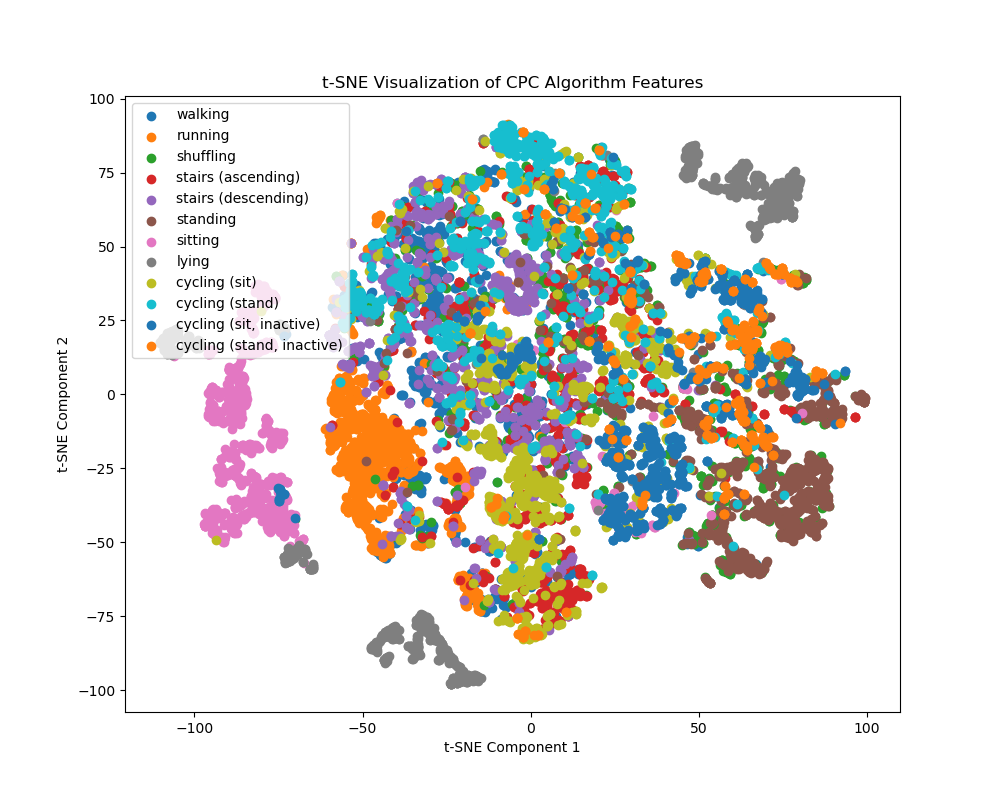 t-SNE Visualization of CPC Algorithm Features
100
75
50
25
0
−25
−50
−75
−100
t-SNE Component 2
walking
running
shuffling
stairs (ascending)
stairs (descending)
standing
sitting
lying
cycling (sit)
cycling (stand)
cycling (sit, inactive)
cycling (stand, inactive)
−100
−50
0
50
100
t-SNE Component 1